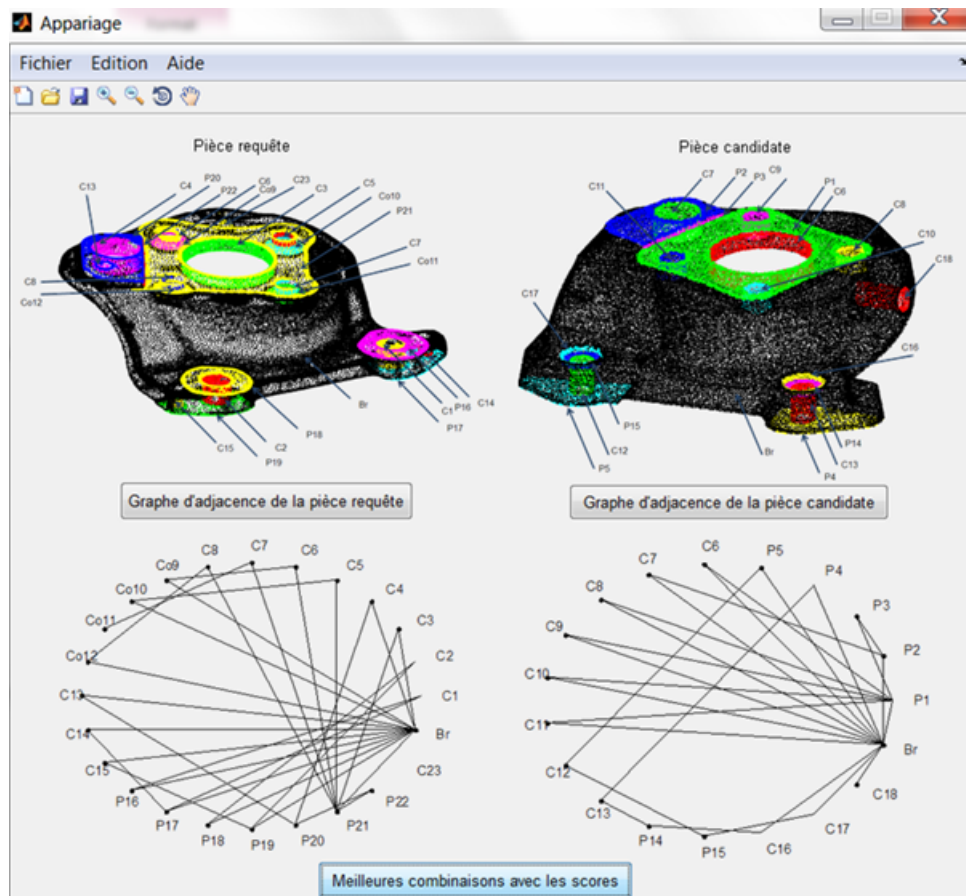 Appariage
Fichier Edition Aide
Pièce requête
Pièce candidate
C13
C4
P20
P22
C6
Co9
C23
C3
C5
Co10
P21
C7
Co11
C8
Co12
C15
P19
C2
P18
Br
C1
P16
P17
C14
C11
C7
P2
P3
C9
P1
C6
C8
C10
C18
C17
C16
P15
C12
P5
Br
P14
C13
P4
Graphe d'adjacence de la pièce requête
Graphe d'adjacence de la pièce candidate
C8
C7
C6
C5
C4
C3
C2
C1
Br
C23
P22
P21
P20
P19
P18
P17
P16
C15
C14
C13
Co12
Co11
Co10
Co9
C6
P5
P4
P3
P2
P1
Br
C18
C17
C16
P15
P14
C13
C12
C11
C10
C9
C8
C7
Meilleures combinaisons avec les scores